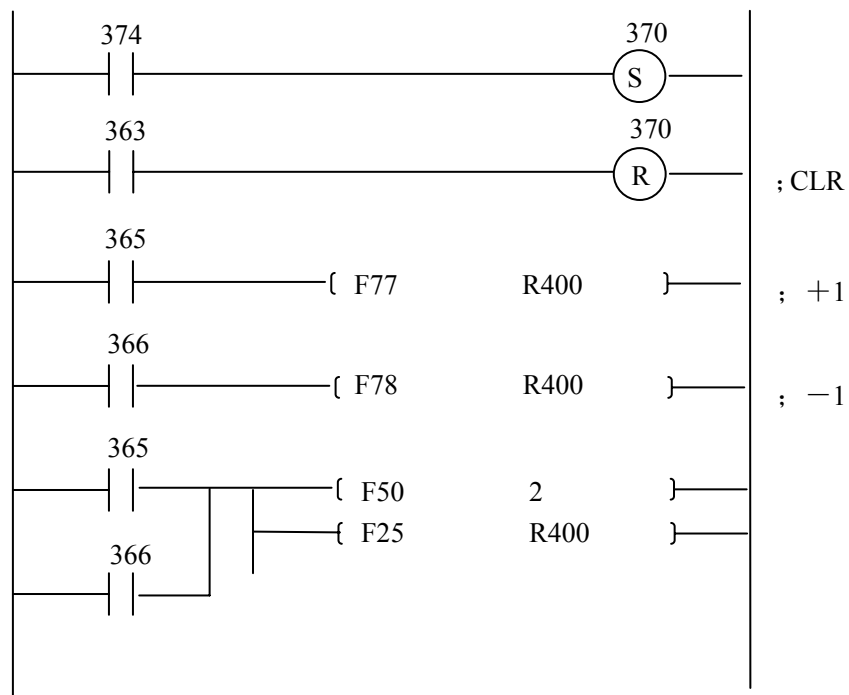 374 370
S
363 370
R ；CLR
365
F77 R400 ； ＋1
366
F78 R400 ； －1
365
F50 2
F25 R400
366